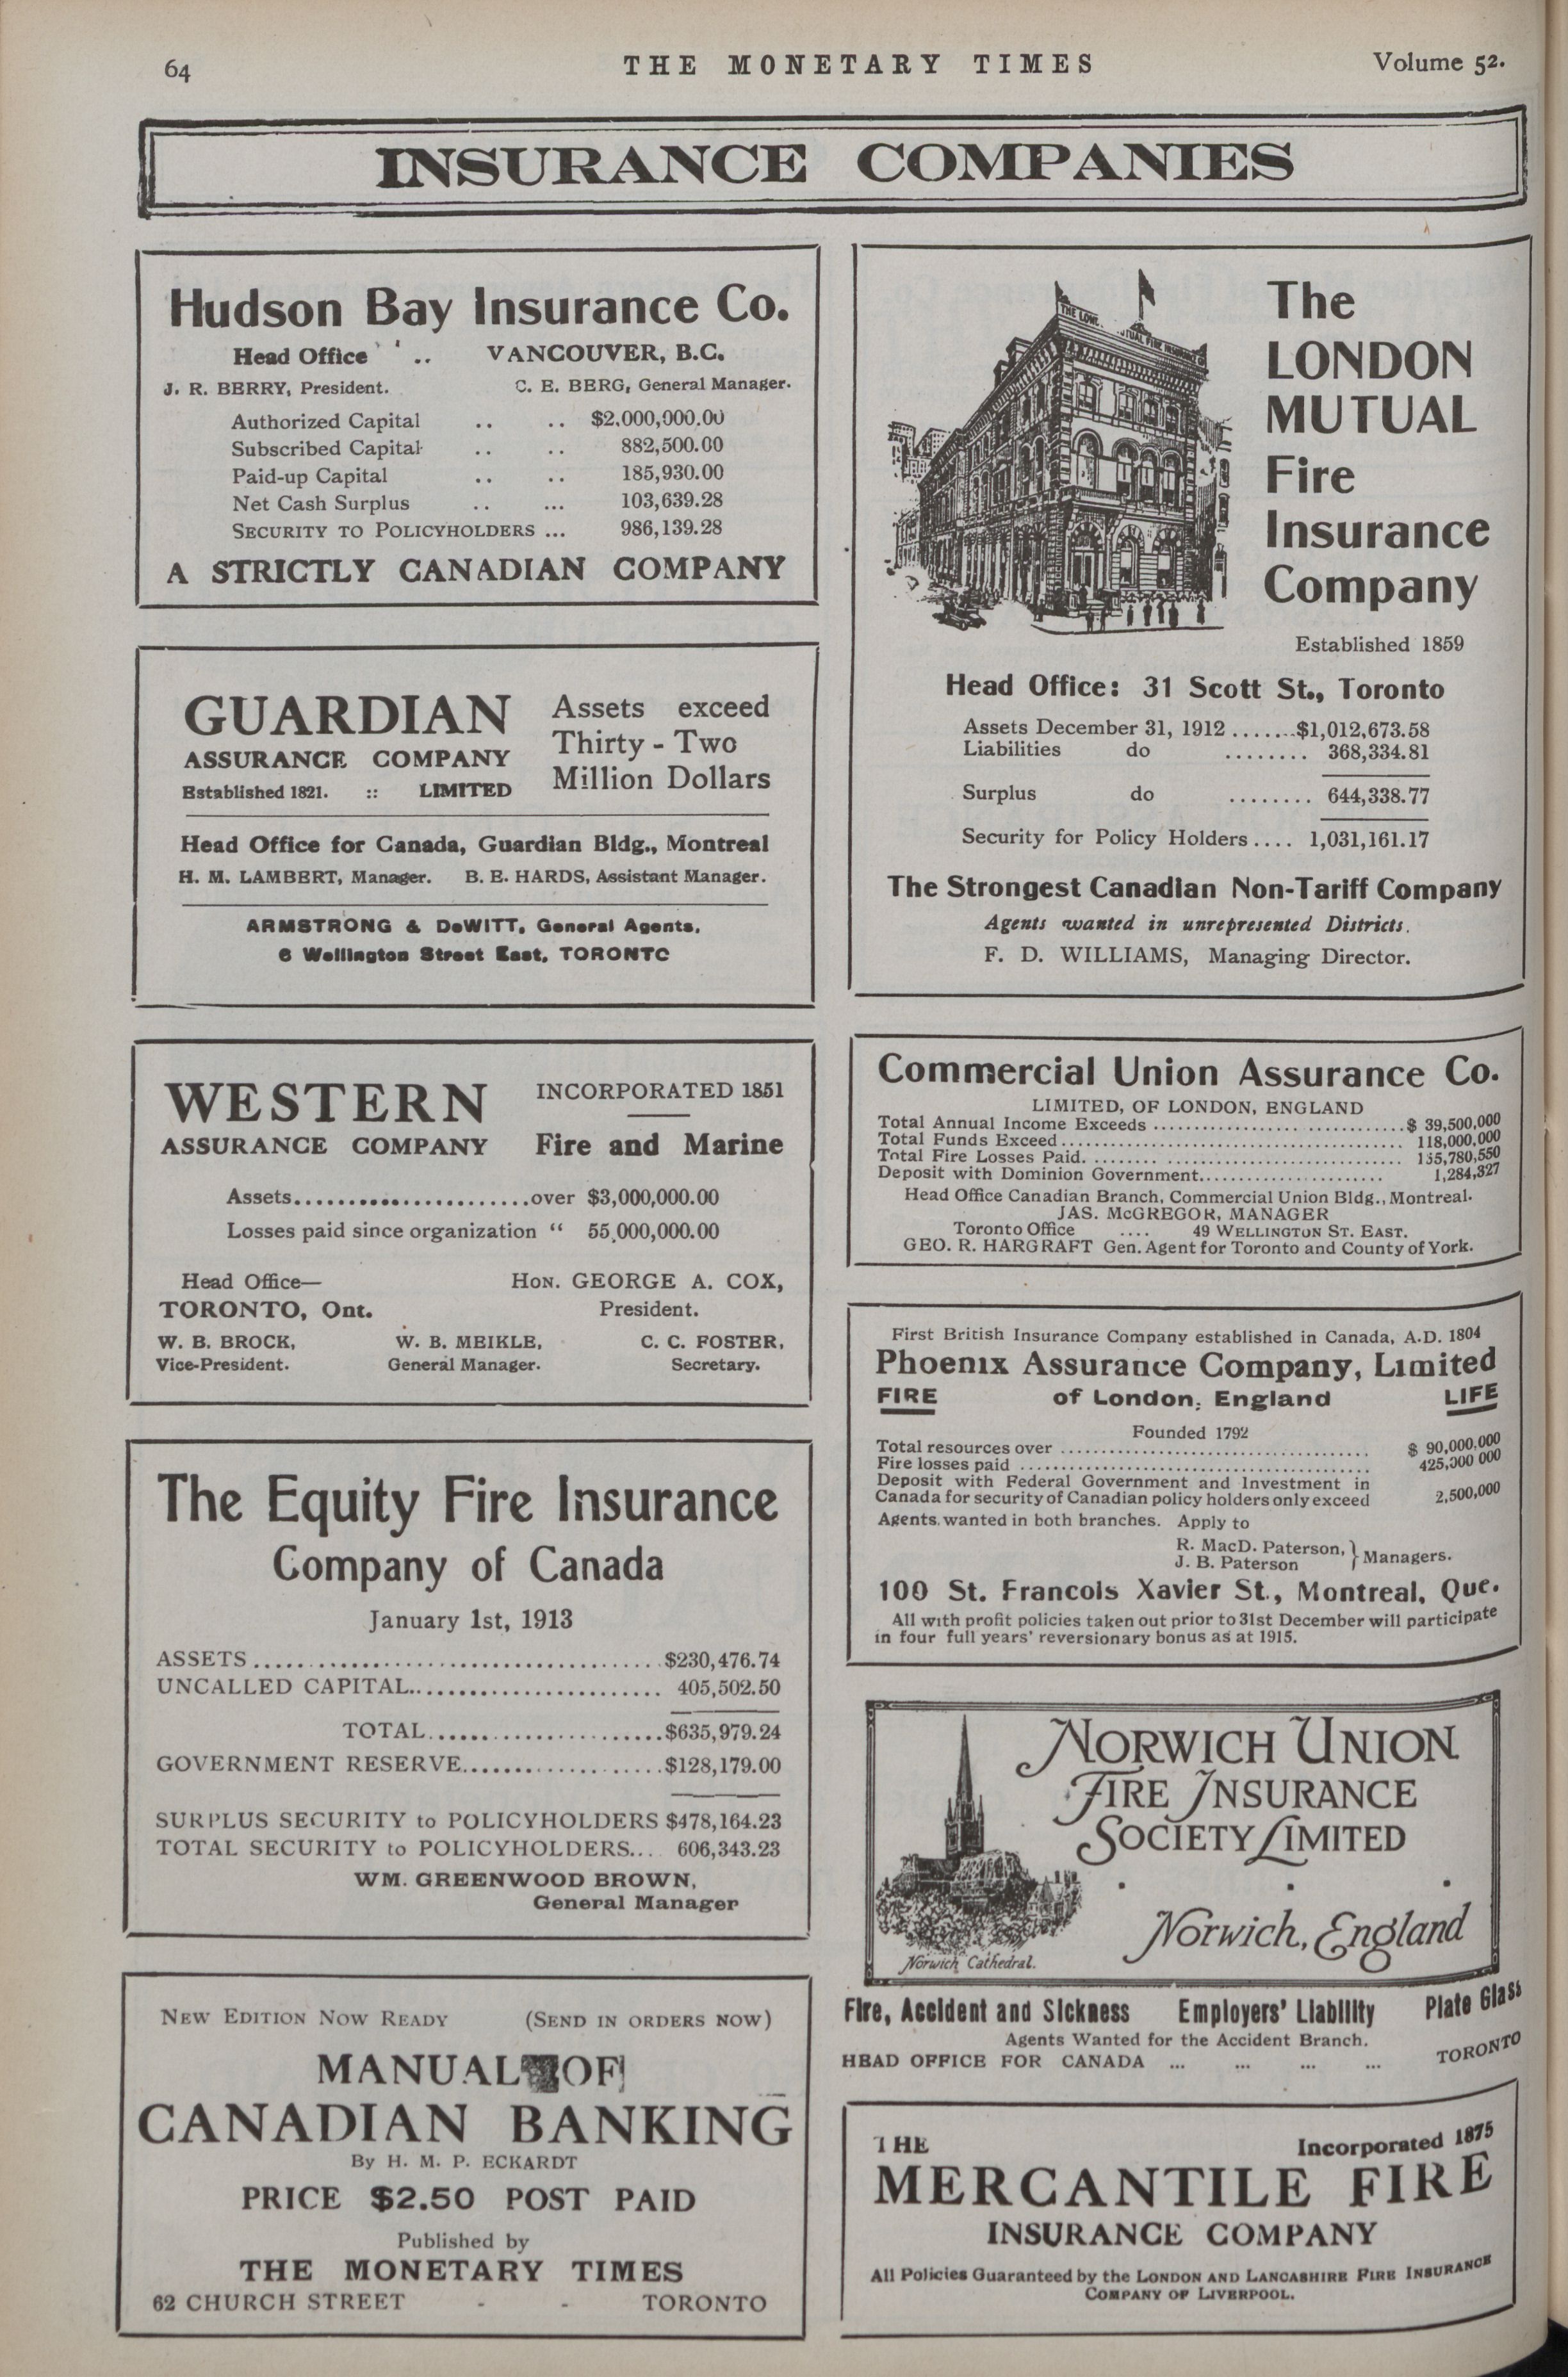 64
THE MONETARY TIMES
Volume 52.
INSURANCE COMPANIES
Hudson Bay Insurance Co.
Head Office .. VANCOUVER, B.C.
J. R. BERRY, President. C. E. BERG, General Manager.
Authorized Capital .. .. $2,000,000.00
Subscribed Capital .. .. 882,500.00
Paid-up Capital .. .. 185,930.00
Net Cash Surplus .. ... 103,639.28
SECURITY TO POLICYHOLDERS ... 986,139.28
A STRICTLY CANADIAN COMPANY
GUARDIAN
ASSURANCE COMPANY
Established 1821. :: LIMITED
Assets exceed
Thirty-Two
Million Dollars
Head Office for Canada, Guardian Bldg., Montreal
H. M. LAMBERT, Manager. B. E. HARDS, Assistant Manager.
ARMSTRONG & DeWITT, General Agents,
6 Wellington Street East, TORONTO
WESTERN
ASSURANCE COMPANY
INCORPORATED 1851
Fire and Marine
Assets......................over $3,000,000.00
Losses paid since organization “ 55,000,000.00
Head Office—
TORONTO, Ont.
HON. GEORGE A. COX,
President.
W. B. BROCK, W. B. MEIKLE, C. C. FOSTER,
Vice-President. General Manager. Secretary.
The Equity Fire Insurance
Company of Canada
January 1st, 1913
ASSETS ...................................... $230,476.74
UNCALLED CAPITAL......................... 405,502.50
TOTAL.......................$635,979.24
GOVERNMENT RESERVE...................$128,179.00
SURPLUS SECURITY to POLICYHOLDERS $478,164.23
TOTAL SECURITY to POLICYHOLDERS... 606,343.23
WM. GREENWOOD BROWN,
General Manager
NEW EDITION NOW READY (SEND IN ORDERS NOW)
MANUAL OF
CANADIAN BANKING
By H. M. P. ECKARDT
PRICE $2.50 POST PAID
Published by
THE MONETARY TIMES
62 CHURCH STREET - - TORONTO
The
LONDON
MUTUAL
Fire
Insurance
Company
Established 1859
Head Office: 31 Scott St., Toronto
Assets December 31, 1912 .......$1,012,673.58
Liabilities do ........ 368,334.81
Surplus do ........ 644,338.77
Security for Policy Holders .... 1,031,161.17
The Strongest Canadian Non-Tariff Company
Agents wanted in unrepresented Districts.
F. D. WILLIAMS, Managing Director.
Commercial Union Assurance Co.
LIMITED, OF LONDON, ENGLAND
Total Annual Income Exceeds ..............................$ 39,500,000
Total Funds Exceed......................................... 118,000,000
Total Fire Losses Paid....................................... 155,780,550
Deposit with Dominion Government....................... 1,284,327
Head Office Canadian Branch, Commercial Union Bldg., Montreal.
JAS. McGREGOR, MANAGER
Toronto Office .... 49 WELLINGTON ST. EAST.
GEO. R. HARGRAFT Gen. Agent for Toronto and County of York.
First British Insurance Company established in Canada, A.D. 1804
Phoenix Assurance Company, Limited
FIRE of London, England LIFE
Founded 1792
Total resources over ..................................... $ 90,000,000
Fire losses paid .......................................... 425,000 000
Deposit with Federal Government and Investment in
Canada for security of Canadian policy holders only exceed 2,500,000
Agents wanted in both branches. Apply to
R. MacD. Paterson,
J. B. Paterson } Managers.
100 St. Francois Xavier St., Montreal, Que.
All with profit policies taken out prior to 31st December will participate
in four full years' reversionary bonus as at 1915.
NORWICH UNION
FIRE INSURANCE
SOCIETY LIMITED
Norwich, England
Norwich Cathedral.
Fire, Accident and Sickness Employers' Liability Plate Glass
Agents Wanted for the Accident Branch.
HEAD OFFICE FOR CANADA ... ... ... ... TORONTO
THE Incorporated 1875
MERCANTILE FIRE
INSURANCE COMPANY
All Policies Guaranteed by the LONDON AND LANCASHIRE FIRE INSURANCE
COMPANY OF LIVERPOOL.